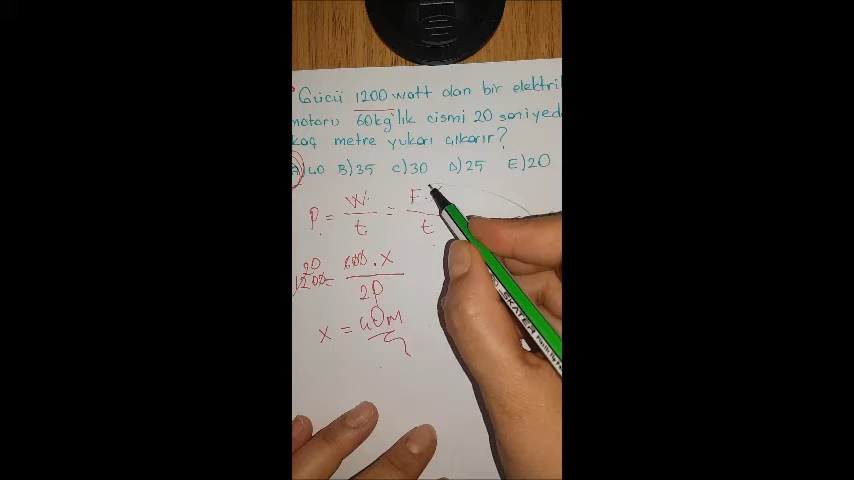 Gücü 1200 watt olan bir elektrik
motoru 60kg'lık cismi 20 saniyede
kaç metre yukarı çıkarır?
A)40 B)35 C)30 D)25 E)20
P = W/t = F. /t
20
1200 = 600 . x / 20
x = 40m